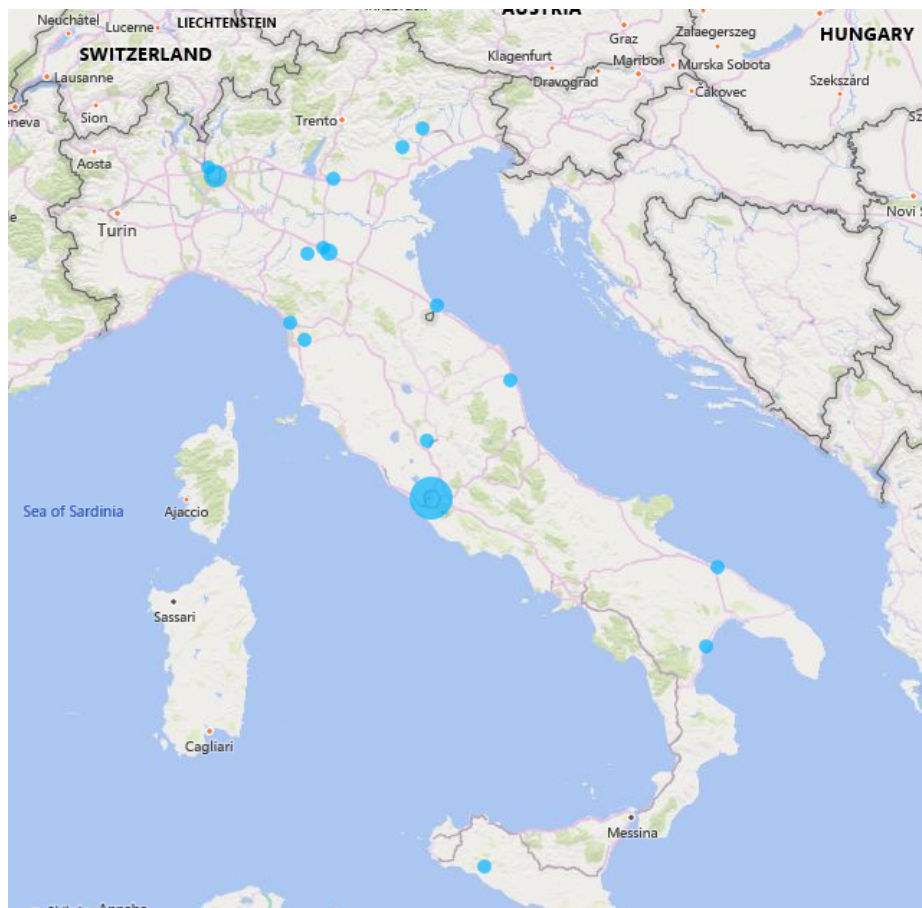 Neuchâtel
Lucerne
LIECHTENSTEIN
AUSTRIA
Graz
Zalaegerszeg
HUNGARY
SWITZERLAND
Klagenfurt
Maribor
Murska Sobota
Lausanne
Dravograd
Čakovec
Szekszárd
Sion
Trento
Aosta
Novi
Turin
Sea of Sardinia
Ajaccio
Sassari
Cagliari
Messina